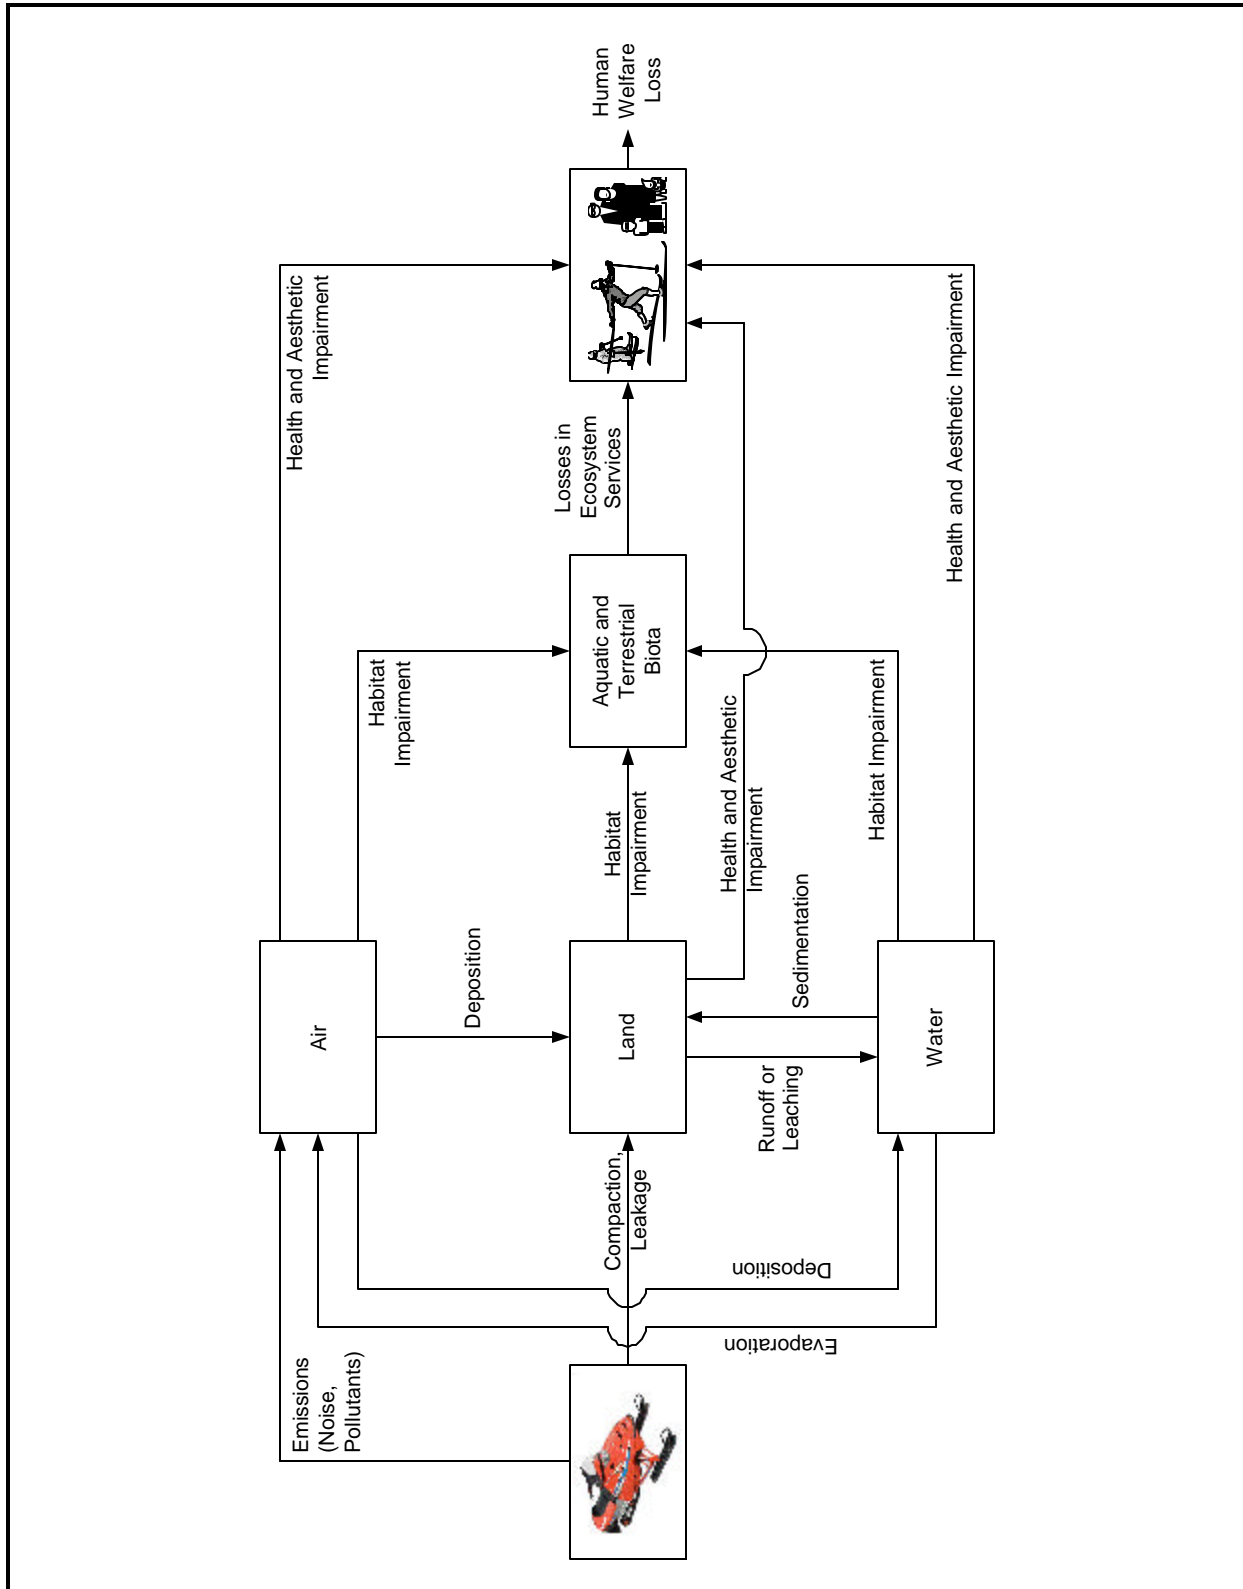 Emissions
(Noise,
Pollutants)
Evaporation
Deposition
Compaction,
Leakage
Air
Deposition
Land
Runoff or
Leaching
Sedimentation
Water
Health and Aesthetic
Impairment
Habitat
Impairment
Habitat
Impairment
Health and Aesthetic
Impairment
Habitat Impairment
Health and Aesthetic Impairment
Aquatic and
Terrestrial
Biota
Losses in
Ecosystem
Services
Human
Welfare
Loss